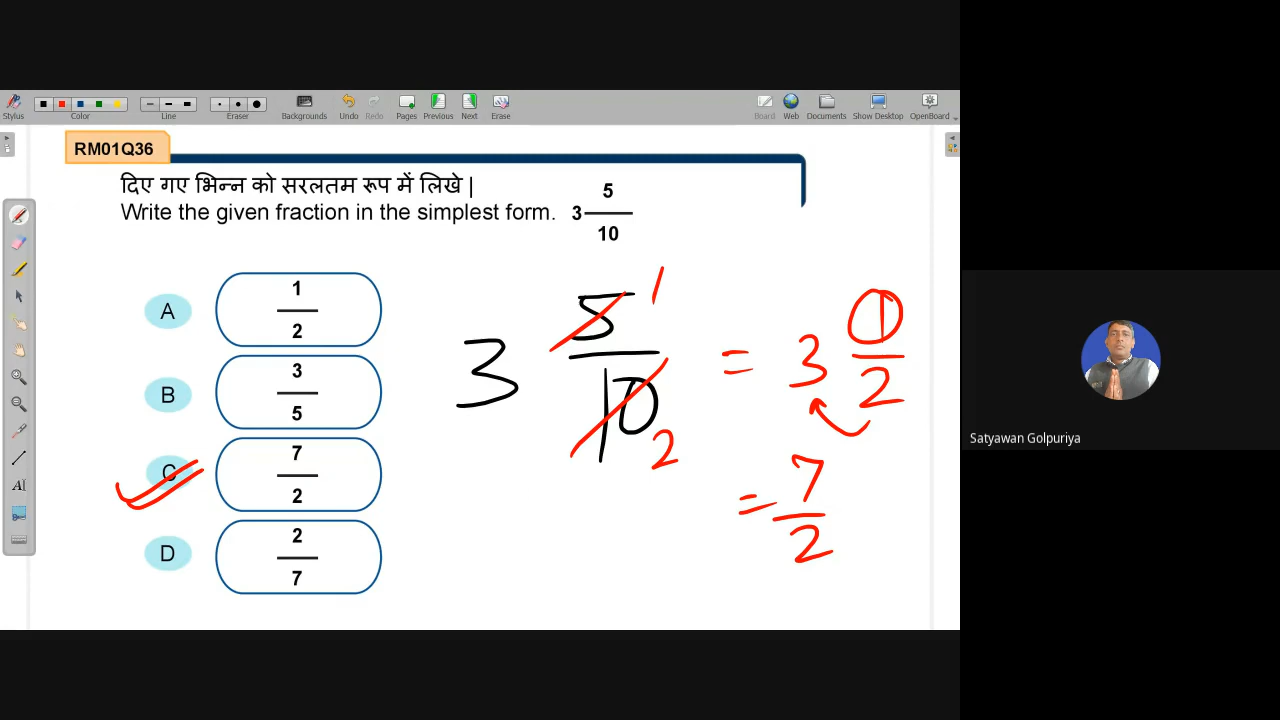 Stylus
Color
Line
Eraser
Backgrounds
Undo
Redo
Pages
Previous
Next
Erase
Board
Web
Documents
Show Desktop
OpenBoard
RM01Q36
दिए गए भिन्न को सरलतम रूप में लिखे |
Write the given fraction in the simplest form.
3 5/10
A 1/2
B 3/5
C 7/2
D 2/7
3 5/10 1 2 = 3 1/2
= 7/2
Satyawan Golpuriya